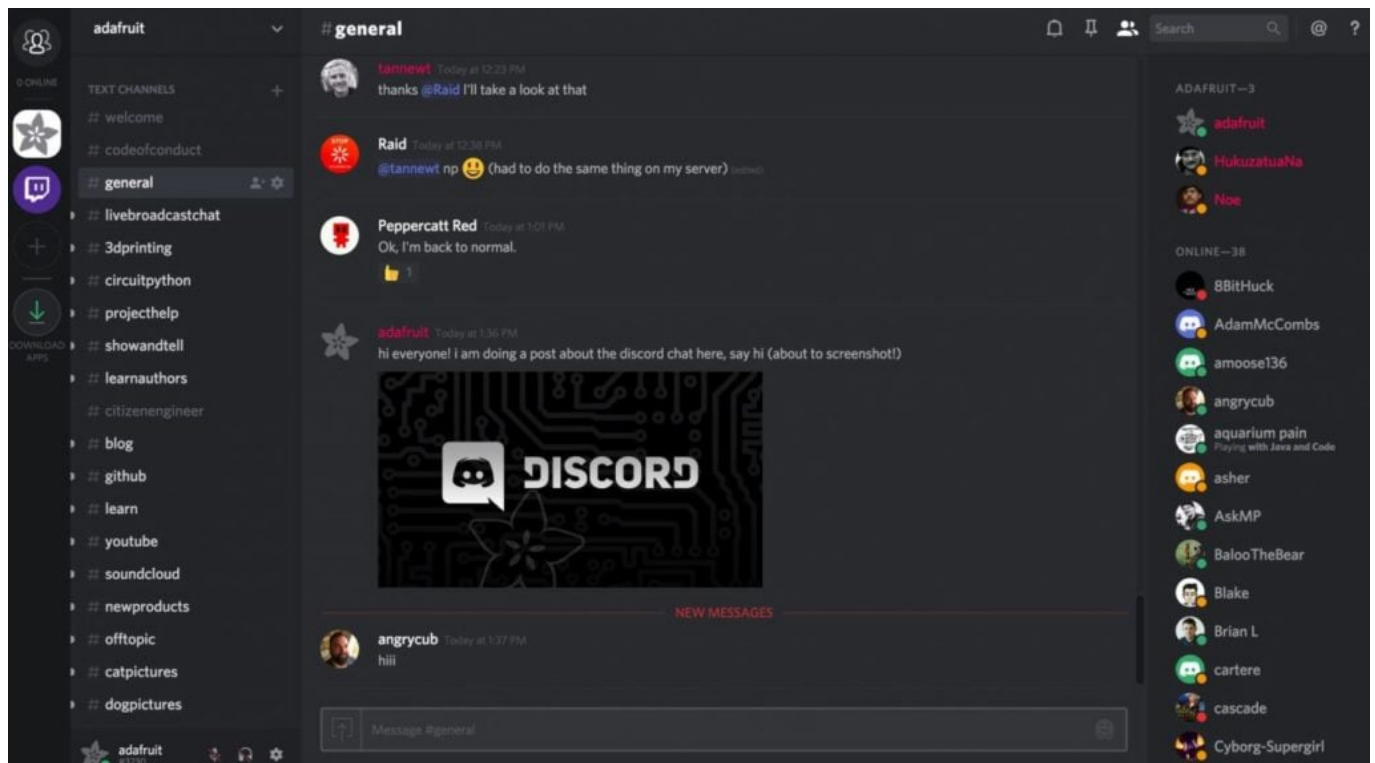 adafruit
0 ONLINE
DOWNLOAD
APPS
TEXT CHANNELS
# welcome
# codeofconduct
# general
# livebroadcastchat
# 3dprinting
# circuitpython
# projecthelp
# showandtell
# learnauthors
# citizenengineer
# blog
# github
# learn
# youtube
# soundcloud
# newproducts
# offtopic
# catpictures
# dogpictures
adafruit
#general
Search
@ ?
tannewt Today at 12:23 PM
thanks @Raid I'll take a look at that
Raid Today at 12:38 PM
@tannewt np 😃 (had to do the same thing on my server) (edited)
Peppercatt Red Today at 1:01 PM
Ok, I'm back to normal.
👍 1
adafruit Today at 1:36 PM
hi everyone! i am doing a post about the discord chat here, say hi (about to screenshot!)
DISCORD
NEW MESSAGES
angrycub Today at 1:37 PM
hiii
Message #general
ADAFRUIT—3
adafruit
HukuzatuaNa
Noe
ONLINE—38
8BitHuck
AdamMcCombs
amoose136
angrycub
aquarium pain
Playing with Java and Code
asher
AskMP
BalooTheBear
Blake
Brian L
cartere
cascade
Cyborg-Supergirl